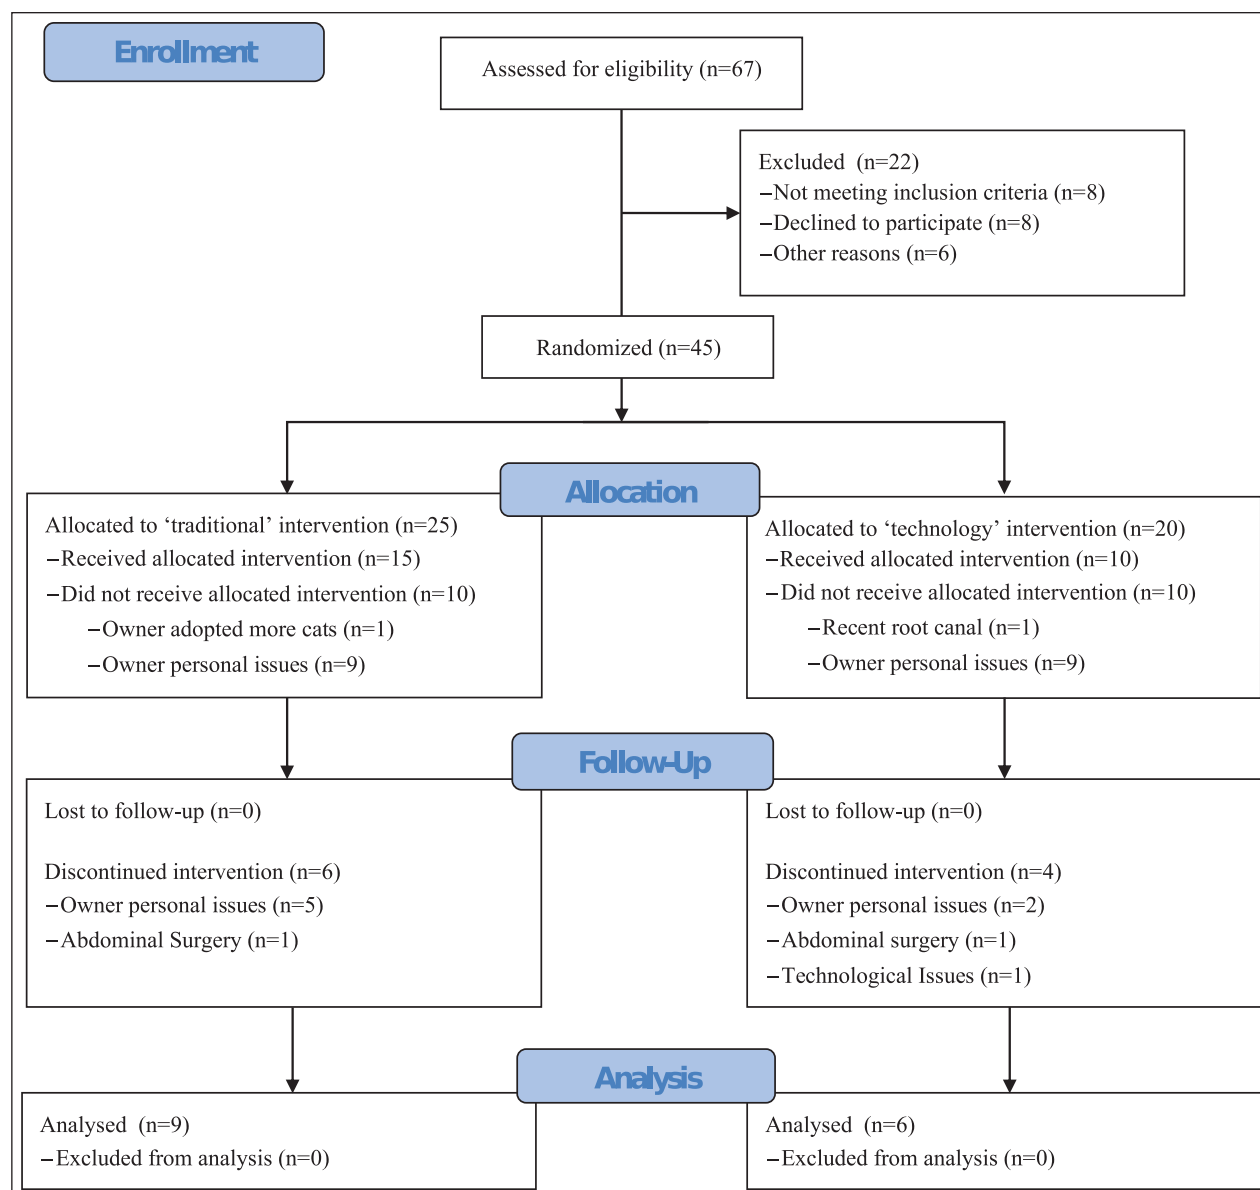 Enrollment
Assessed for eligibility (n=67)
Excluded (n=22)
–Not meeting inclusion criteria (n=8)
–Declined to participate (n=8)
–Other reasons (n=6)
Randomized (n=45)
Allocation
Allocated to ‘traditional’ intervention (n=25)
–Received allocated intervention (n=15)
–Did not receive allocated intervention (n=10)
–Owner adopted more cats (n=1)
–Owner personal issues (n=9)
Allocated to ‘technology’ intervention (n=20)
–Received allocated intervention (n=10)
–Did not receive allocated intervention (n=10)
–Recent root canal (n=1)
–Owner personal issues (n=9)
Follow-Up
Lost to follow-up (n=0)
Discontinued intervention (n=6)
–Owner personal issues (n=5)
–Abdominal Surgery (n=1)
Lost to follow-up (n=0)
Discontinued intervention (n=4)
–Owner personal issues (n=2)
–Abdominal surgery (n=1)
–Technological Issues (n=1)
Analysis
Analysed (n=9)
–Excluded from analysis (n=0)
Analysed (n=6)
–Excluded from analysis (n=0)